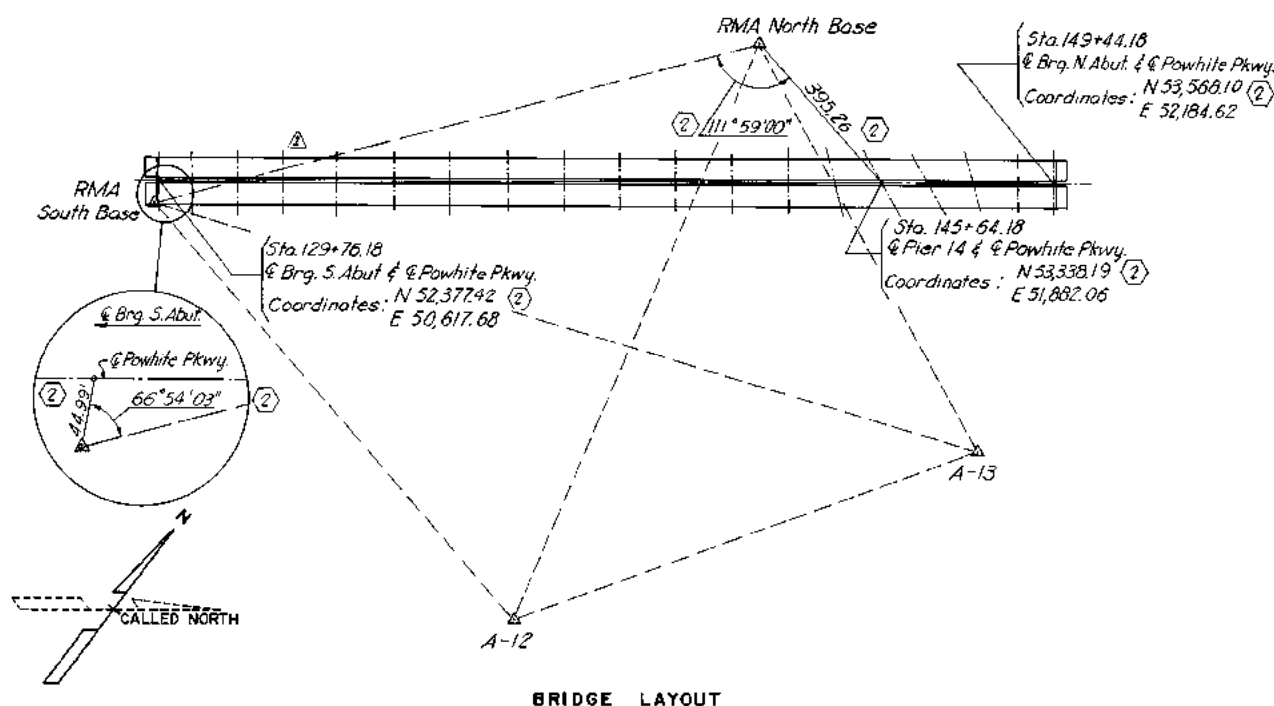 RMA North Base
Sta. 149+44.18
℄ Brg. N. Abut. & ℄ Powhite Pkwy.
Coordinates: N 53,568.10 2
E 52,184.62
395.26
2
2 111°59'00"
2
RMA
South Base
Sta. 129+76.18
℄ Brg. S. Abut & ℄ Powhite Pkwy.
Coordinates: N 52,377.42 2
E 50,617.68
Sta. 145+64.18
℄ Pier 14 & ℄ Powhite Pkwy.
Coordinates: N 53,338.19 2
E 51,882.06
℄ Brg. S. Abut.
℄ Powhite Pkwy.
2
66°54'03" 2
44.99'
A-13
N
CALLED NORTH
A-12
BRIDGE LAYOUT